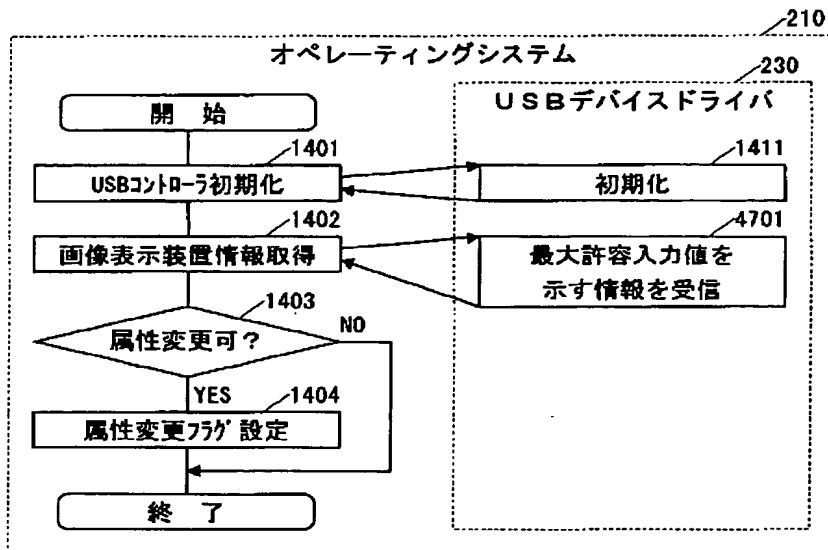 210
オペレーティングシステム
230
USBデバイスドライバ
開 始
1401
USBコントローラ初期化
1411
初期化
1402
画像表示装置情報取得
4701
最大許容入力値を
示す情報を受信
1403
属性変更可?
NO
YES
1404
属性変更フラグ設定
終 了